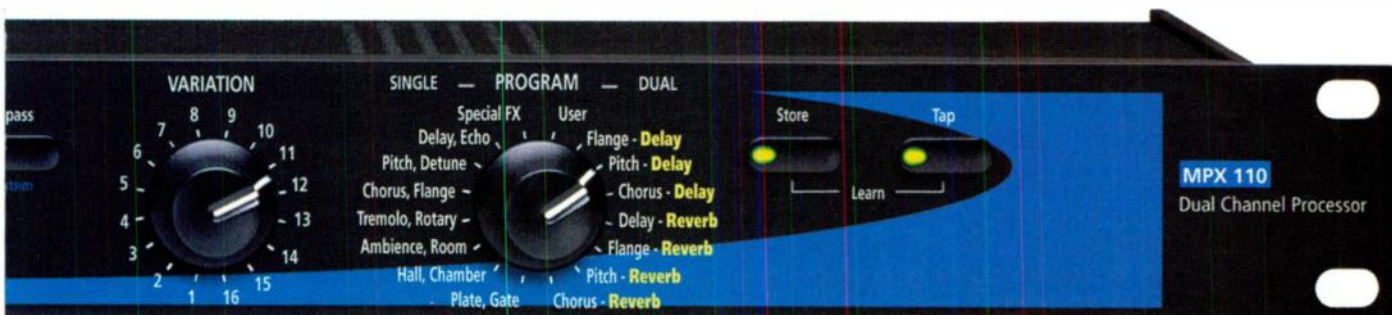 pass
VARIATION
8 9
7 10
6 11
5 12
4 13
3 14
2 15
1 16
SINGLE — PROGRAM — DUAL
Special FX
Delay, Echo
Pitch, Detune
Chorus, Flange
Tremolo, Rotary
Ambience, Room
Hall, Chamber
Plate, Gate
User
Flange - Delay
Pitch - Delay
Chorus - Delay
Delay - Reverb
Flange - Reverb
Pitch - Reverb
Chorus - Reverb
Store
Tap
Learn
MPX 110
Dual Channel Processor